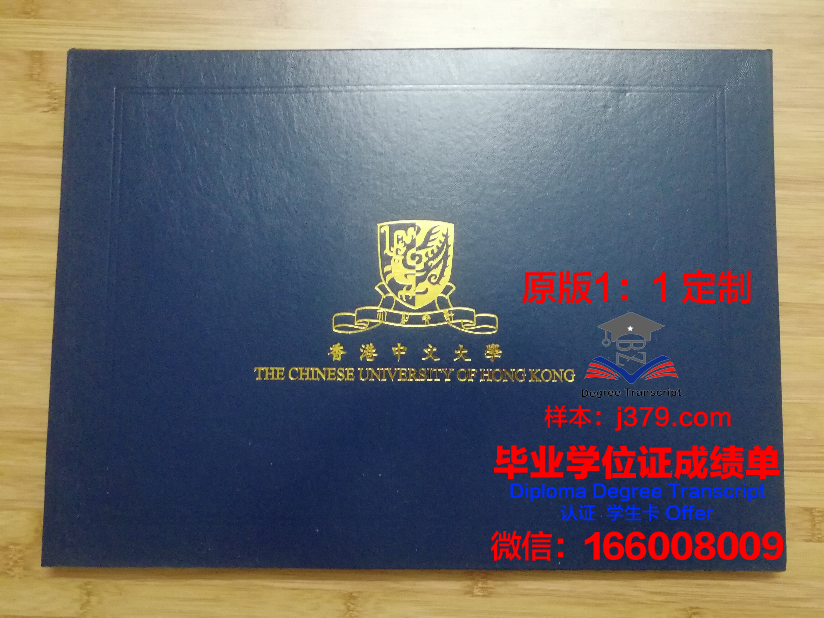 原版1：1 定制
香港中文大學
THE CHINESE UNIVERSITY OF HONG KONG
Degree Transcript
样本：j379.com
毕业学位证成绩单
Diploma Degree Transcript
认证 学生卡 Offer
微信：166008009